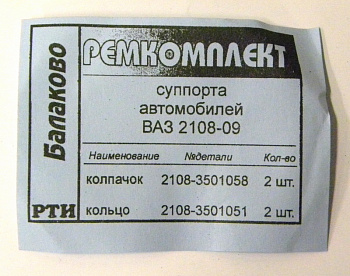 Балаково
РТИ
РЕМКОМПЛЕКТ
суппорта
автомобилей
ВАЗ 2108-09
Наименование №детали Кол-во
колпачок 2108-3501058 2 шт.
кольцо 2108-3501051 2 шт.